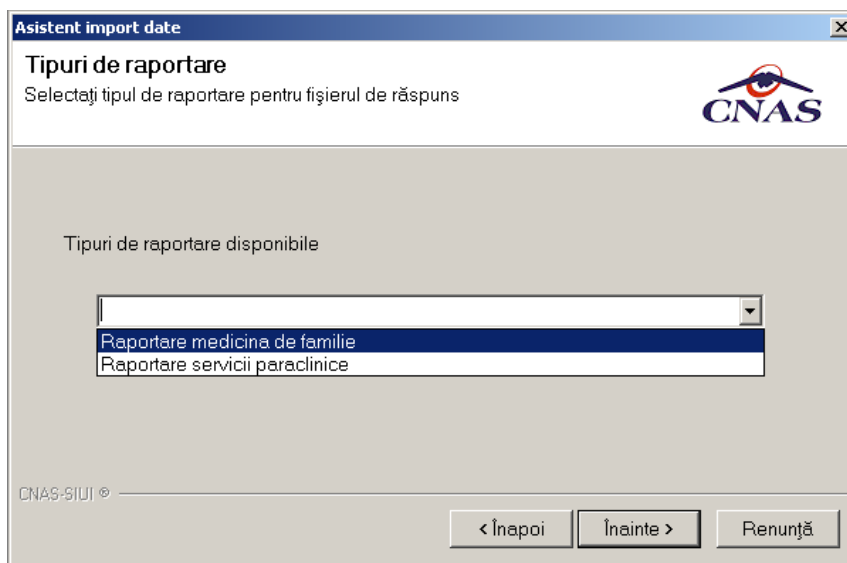 Asistent import date
Tipuri de raportare
Selectaţi tipul de raportare pentru fişierul de răspuns
CNAS
Tipuri de raportare disponibile
Raportare medicina de familie
Raportare servicii paraclinice
CNAS-SIUI ®
< Înapoi
Înainte >
Renunţă